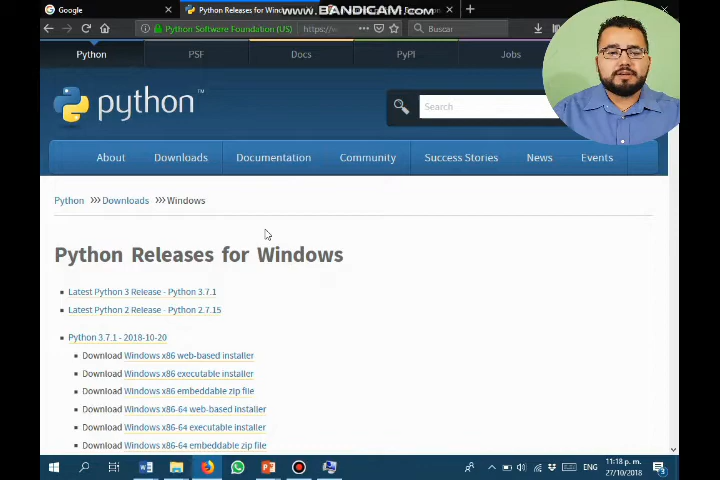 Google
Python Releases for Windows
www.BANDICAM.com
Python Software Foundation (US)
https://
Buscar
Python
PSF
Docs
PyPI
Jobs
python™
Search
About
Downloads
Documentation
Community
Success Stories
News
Events
Python >>> Downloads >>> Windows
Python Releases for Windows
Latest Python 3 Release - Python 3.7.1
Latest Python 2 Release - Python 2.7.15
Python 3.7.1 - 2018-10-20
Download Windows x86 web-based installer
Download Windows x86 executable installer
Download Windows x86 embeddable zip file
Download Windows x86-64 web-based installer
Download Windows x86-64 executable installer
Download Windows x86-64 embeddable zip file
ENG
11:18 p. m.
27/10/2018
3